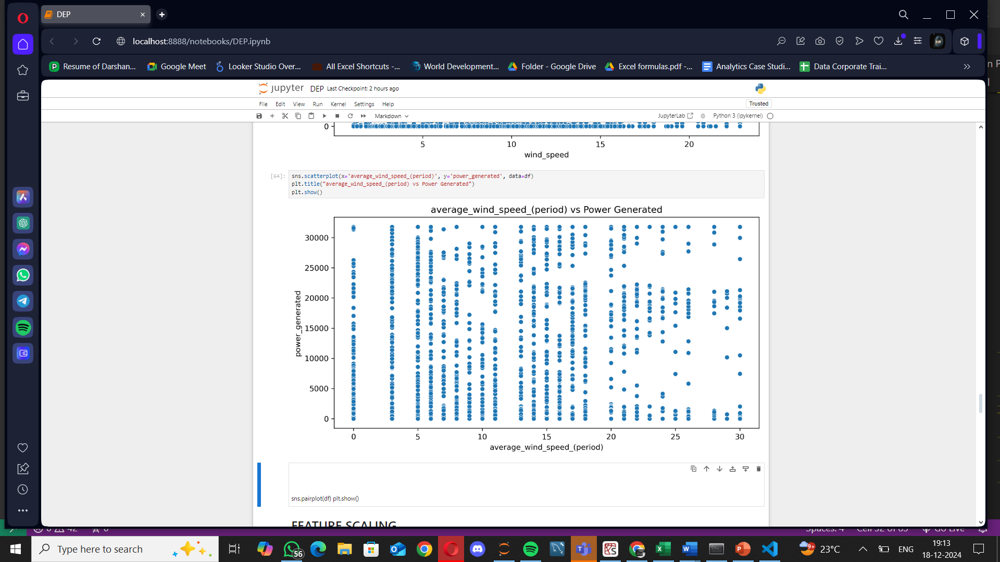 DEP
localhost:8888/notebooks/DEP.ipynb
Resume of Darshan...
Google Meet
Looker Studio Over...
All Excel Shortcuts -...
World Development...
Folder - Google Drive
Excel formulas.pdf -...
Analytics Case Studi...
Data Corporate Trai...
jupyter DEP Last Checkpoint: 2 hours ago
File Edit View Run Kernel Settings Help
Trusted
Markdown
JupyterLab
Python 3 (ipykernel)
0
5 10 15 20
wind_speed
[64]:
sns.scatterplot(x='average_wind_speed_(period)', y='power_generated', data=df)
plt.title("average_wind_speed_(period) vs Power Generated")
plt.show()
average_wind_speed_(period) vs Power Generated
30000
25000
20000
15000
10000
5000
0
power_generated
0 5 10 15 20 25 30
average_wind_speed_(period)
sns.pairplot(df) plt.show()
FEATURE SCALING
Spaces: 4
Go Live
Type here to search
56
9+
23°C
ENG
19:13
18-12-2024